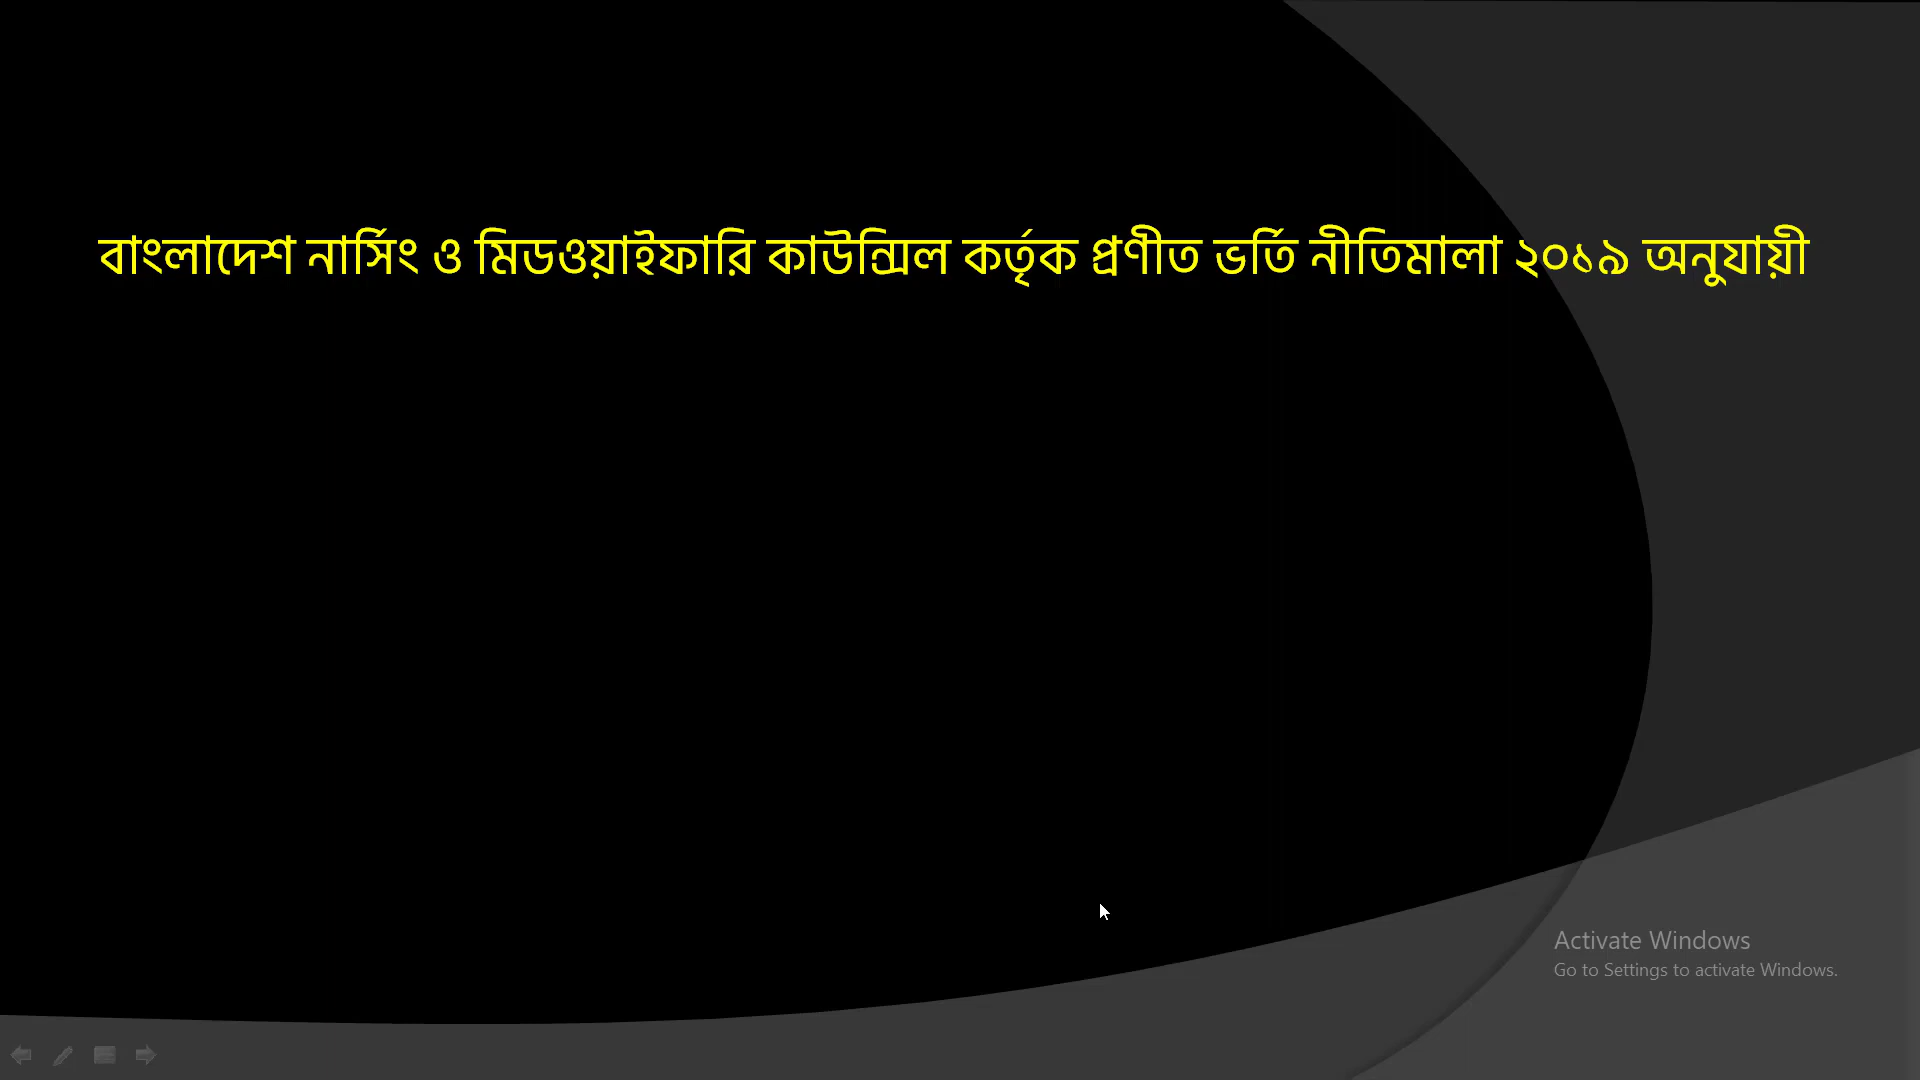 বাংলাদেশ নার্সিং ও মিডওয়াইফারি কাউন্সিল কর্তৃক প্রণীত ভর্তি নীতিমালা ২০১৯ অনুযায়ী
Activate Windows
Go to Settings to activate Windows.